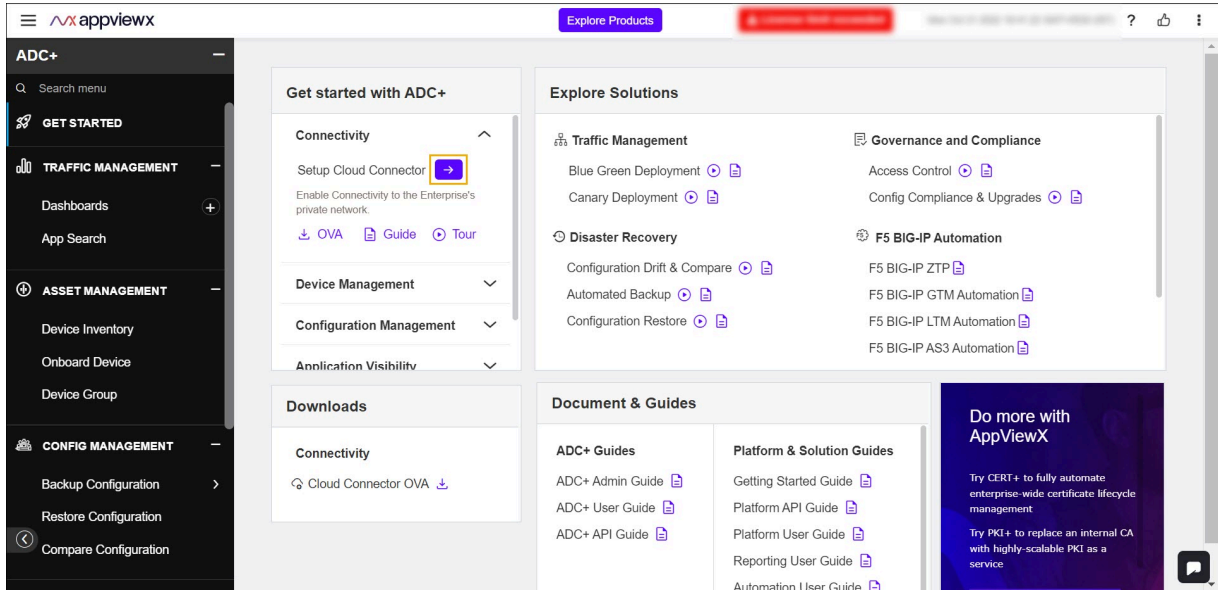 appviewx
Explore Products
?
ADC+
Search menu
GET STARTED
TRAFFIC MANAGEMENT
Dashboards
App Search
ASSET MANAGEMENT
Device Inventory
Onboard Device
Device Group
CONFIG MANAGEMENT
Backup Configuration
Restore Configuration
Compare Configuration
Get started with ADC+
Connectivity
Setup Cloud Connector
Enable Connectivity to the Enterprise's
private network.
OVA Guide Tour
Device Management
Configuration Management
Application Visibility
Explore Solutions
Traffic Management
Blue Green Deployment
Canary Deployment
Disaster Recovery
Configuration Drift & Compare
Automated Backup
Configuration Restore
Governance and Compliance
Access Control
Config Compliance & Upgrades
F5 BIG-IP Automation
F5 BIG-IP ZTP
F5 BIG-IP GTM Automation
F5 BIG-IP LTM Automation
F5 BIG-IP AS3 Automation
Downloads
Connectivity
Cloud Connector OVA
Document & Guides
ADC+ Guides
ADC+ Admin Guide
ADC+ User Guide
ADC+ API Guide
Platform & Solution Guides
Getting Started Guide
Platform API Guide
Platform User Guide
Reporting User Guide
Automation User Guide
Do more with
AppViewX
Try CERT+ to fully automate
enterprise-wide certificate lifecycle
management
Try PKI+ to replace an internal CA
with highly-scalable PKI as a
service